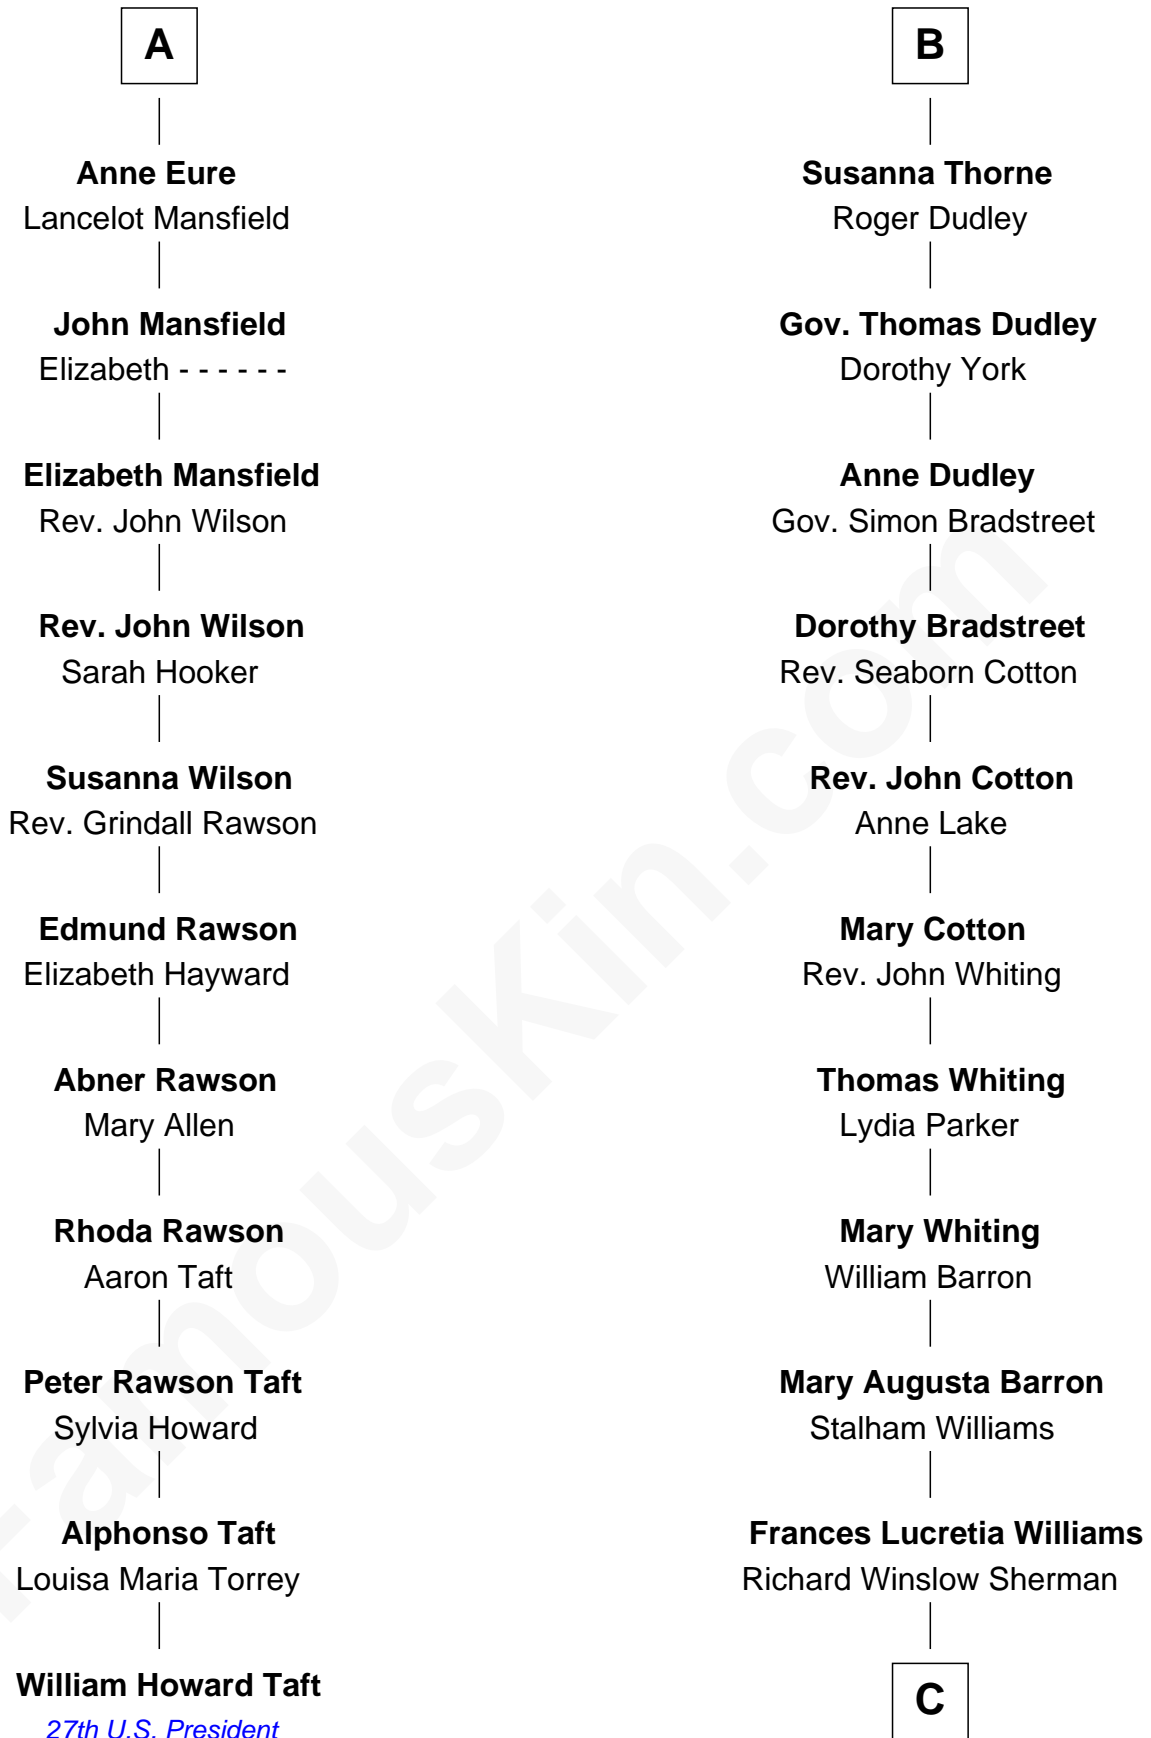 A
Anne Eure
Lancelot Mansfield
John Mansfield
Elizabeth - - - - - -
Elizabeth Mansfield
Rev. John Wilson
Rev. John Wilson
Sarah Hooker
Susanna Wilson
Rev. Grindall Rawson
Edmund Rawson
Elizabeth Hayward
Abner Rawson
Mary Allen
Rhoda Rawson
Aaron Taft
Peter Rawson Taft
Sylvia Howard
Alphonso Taft
Louisa Maria Torrey
William Howard Taft
27th U.S. President
B
Susanna Thorne
Roger Dudley
Gov. Thomas Dudley
Dorothy York
Anne Dudley
Gov. Simon Bradstreet
Dorothy Bradstreet
Rev. Seaborn Cotton
Rev. John Cotton
Anne Lake
Mary Cotton
Rev. John Whiting
Thomas Whiting
Lydia Parker
Mary Whiting
William Barron
Mary Augusta Barron
Stalham Williams
Frances Lucretia Williams
Richard Winslow Sherman
C
FamousKin.com